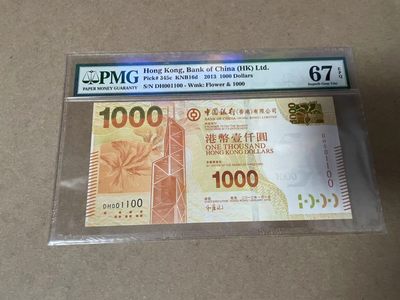 PMG
PAPER MONEY GUARANTY
Hong Kong, Bank of China (HK) Ltd.
Pick# 345c KNB16d 2013 1000 Dollars
S/N DH001100 - Wmk: Flower & 1000
67 EPQ
Superb Gem Unc
1000
中國銀行(香港)有限公司
BANK OF CHINA (HONG KONG) LIMITED
港幣壹仟圓
ONE THOUSAND
HONG KONG DOLLARS
1000
DH001100
DH001100